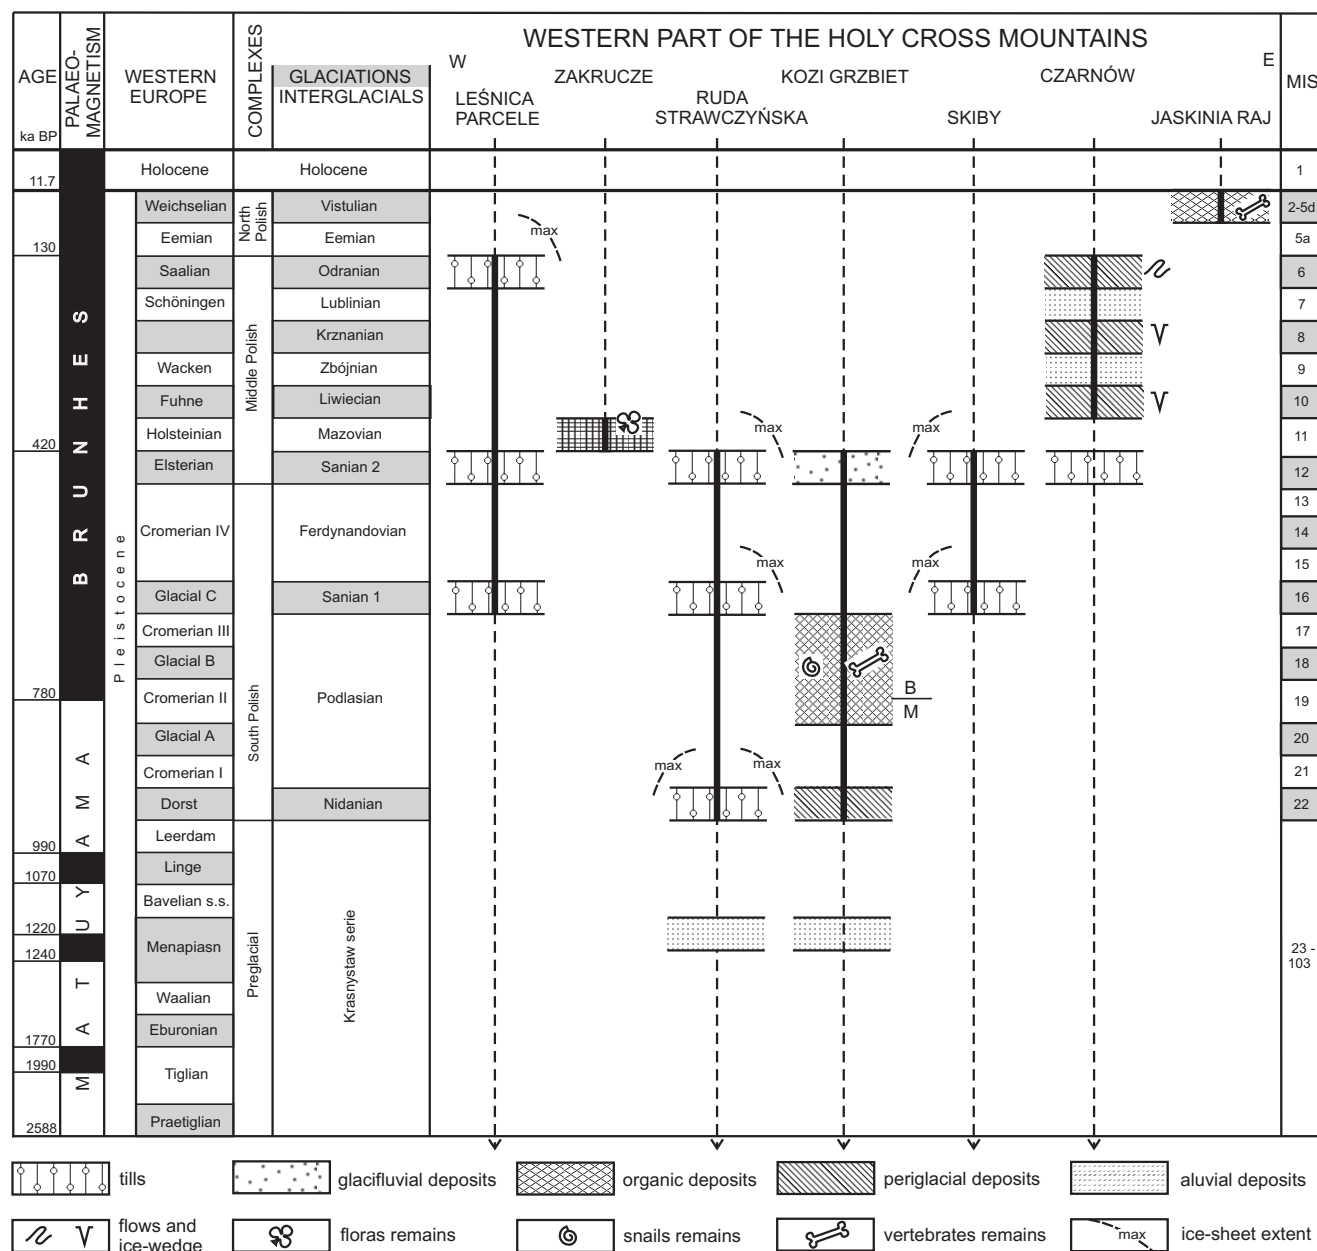 WESTERN PART OF THE HOLY CROSS MOUNTAINS
AGE
ka BP
PALAEO-
MAGNETISM
WESTERN
EUROPE
COMPLEXES
GLACIATIONS
INTERGLACIALS
W
E
LEŚNICA
PARCELE
ZAKRUCZE
RUDA
STRAWCZYŃSKA
KOZI GRZBIET
SKIBY
CZARNÓW
JASKINIA RAJ
MIS
11.7
130
420
780
990
1070
1220
1240
1770
1990
2588
BRUNHES
MATUYAMA
Pleistocene
Holocene
Weichselian
Eemian
Saalian
Schöningen
Wacken
Fuhne
Holsteinian
Elsterian
Cromerian IV
Glacial C
Cromerian III
Glacial B
Cromerian II
Glacial A
Cromerian I
Dorst
Leerdam
Linge
Bavelian s.s.
Menapiasn
Waalian
Eburonian
Tiglian
Praetiglian
North
Polish
Middle Polish
South Polish
Preglacial
Holocene
Vistulian
Eemian
Odranian
Lublinian
Krznanian
Zbójnian
Liwiecian
Mazovian
Sanian 2
Ferdynandovian
Sanian 1
Podlasian
Nidanian
Krasnystaw serie
max
max
max
max
max
max
max
B
M
1
2-5d
5a
6
7
8
9
10
11
12
13
14
15
16
17
18
19
20
21
22
23 -
103
tills
glacifluvial deposits
organic deposits
periglacial deposits
aluvial deposits
flows and
ice-wedge
floras remains
snails remains
vertebrates remains
max
ice-sheet extent